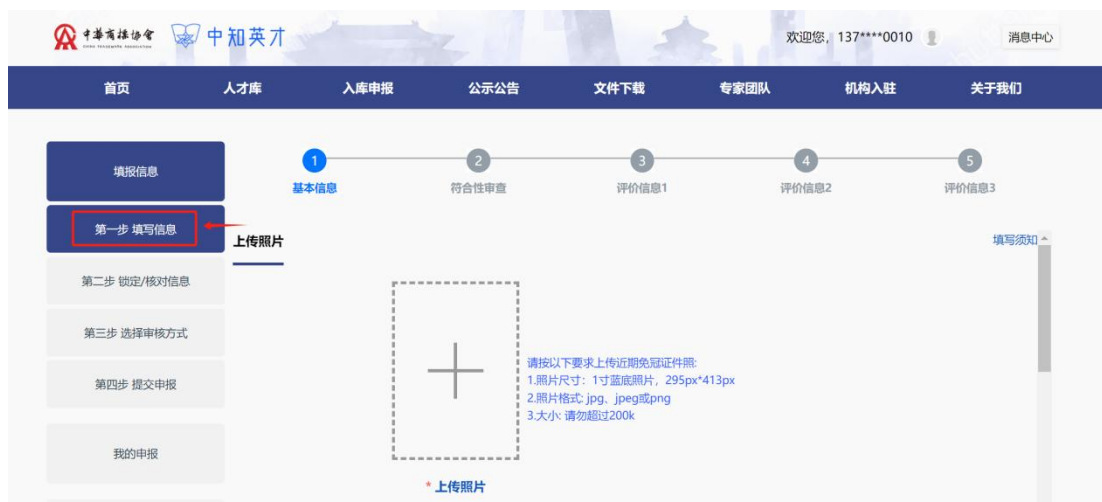 中华商标协会
CHINA TRADEMARK ASSOCIATION
中知英才
欢迎您，137****0010
消息中心
首页 人才库 入库申报 公示公告 文件下载 专家团队 机构入驻 关于我们
填报信息
第一步 填写信息
第二步 锁定/核对信息
第三步 选择审核方式
第四步 提交申报
我的申报
1 2 3 4 5
基本信息 符合性审查 评价信息1 评价信息2 评价信息3
上传照片
填写须知
请按以下要求上传近期免冠证件照:
1.照片尺寸：1寸蓝底照片，295px*413px
2.照片格式: jpg、jpeg或png
3.大小: 请勿超过200k
* 上传照片